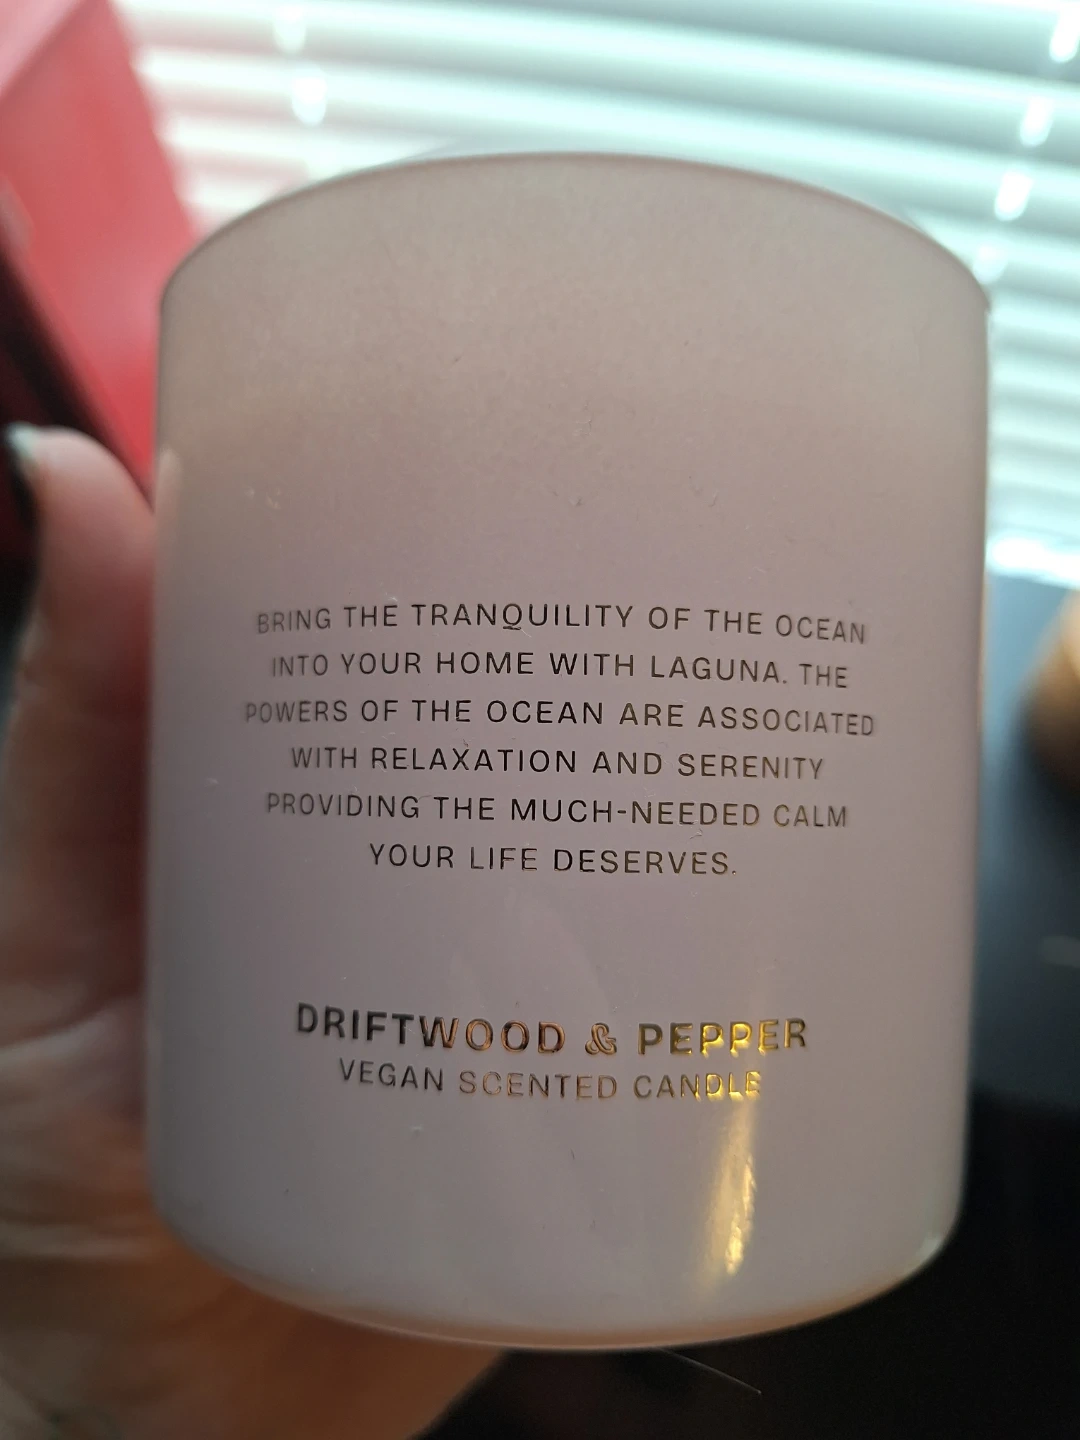 BRING THE TRANQUILITY OF THE OCEAN
INTO YOUR HOME WITH LAGUNA. THE
POWERS OF THE OCEAN ARE ASSOCIATED
WITH RELAXATION AND SERENITY
PROVIDING THE MUCH-NEEDED CALM
YOUR LIFE DESERVES.
DRIFTWOOD & PEPPER
VEGAN SCENTED CANDLE